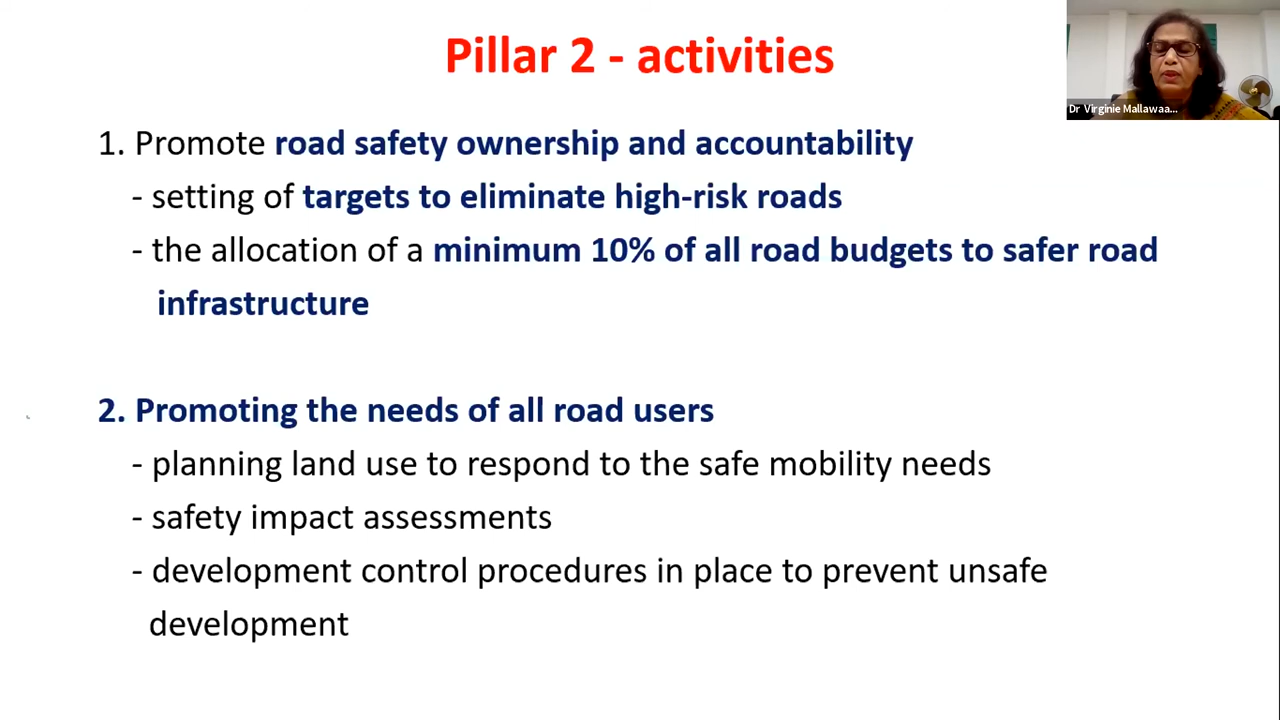 Pillar 2 - activities
Dr Virginie Mallawaa...
1. Promote road safety ownership and accountability
- setting of targets to eliminate high-risk roads
- the allocation of a minimum 10% of all road budgets to safer road
infrastructure
2. Promoting the needs of all road users
- planning land use to respond to the safe mobility needs
- safety impact assessments
- development control procedures in place to prevent unsafe
development